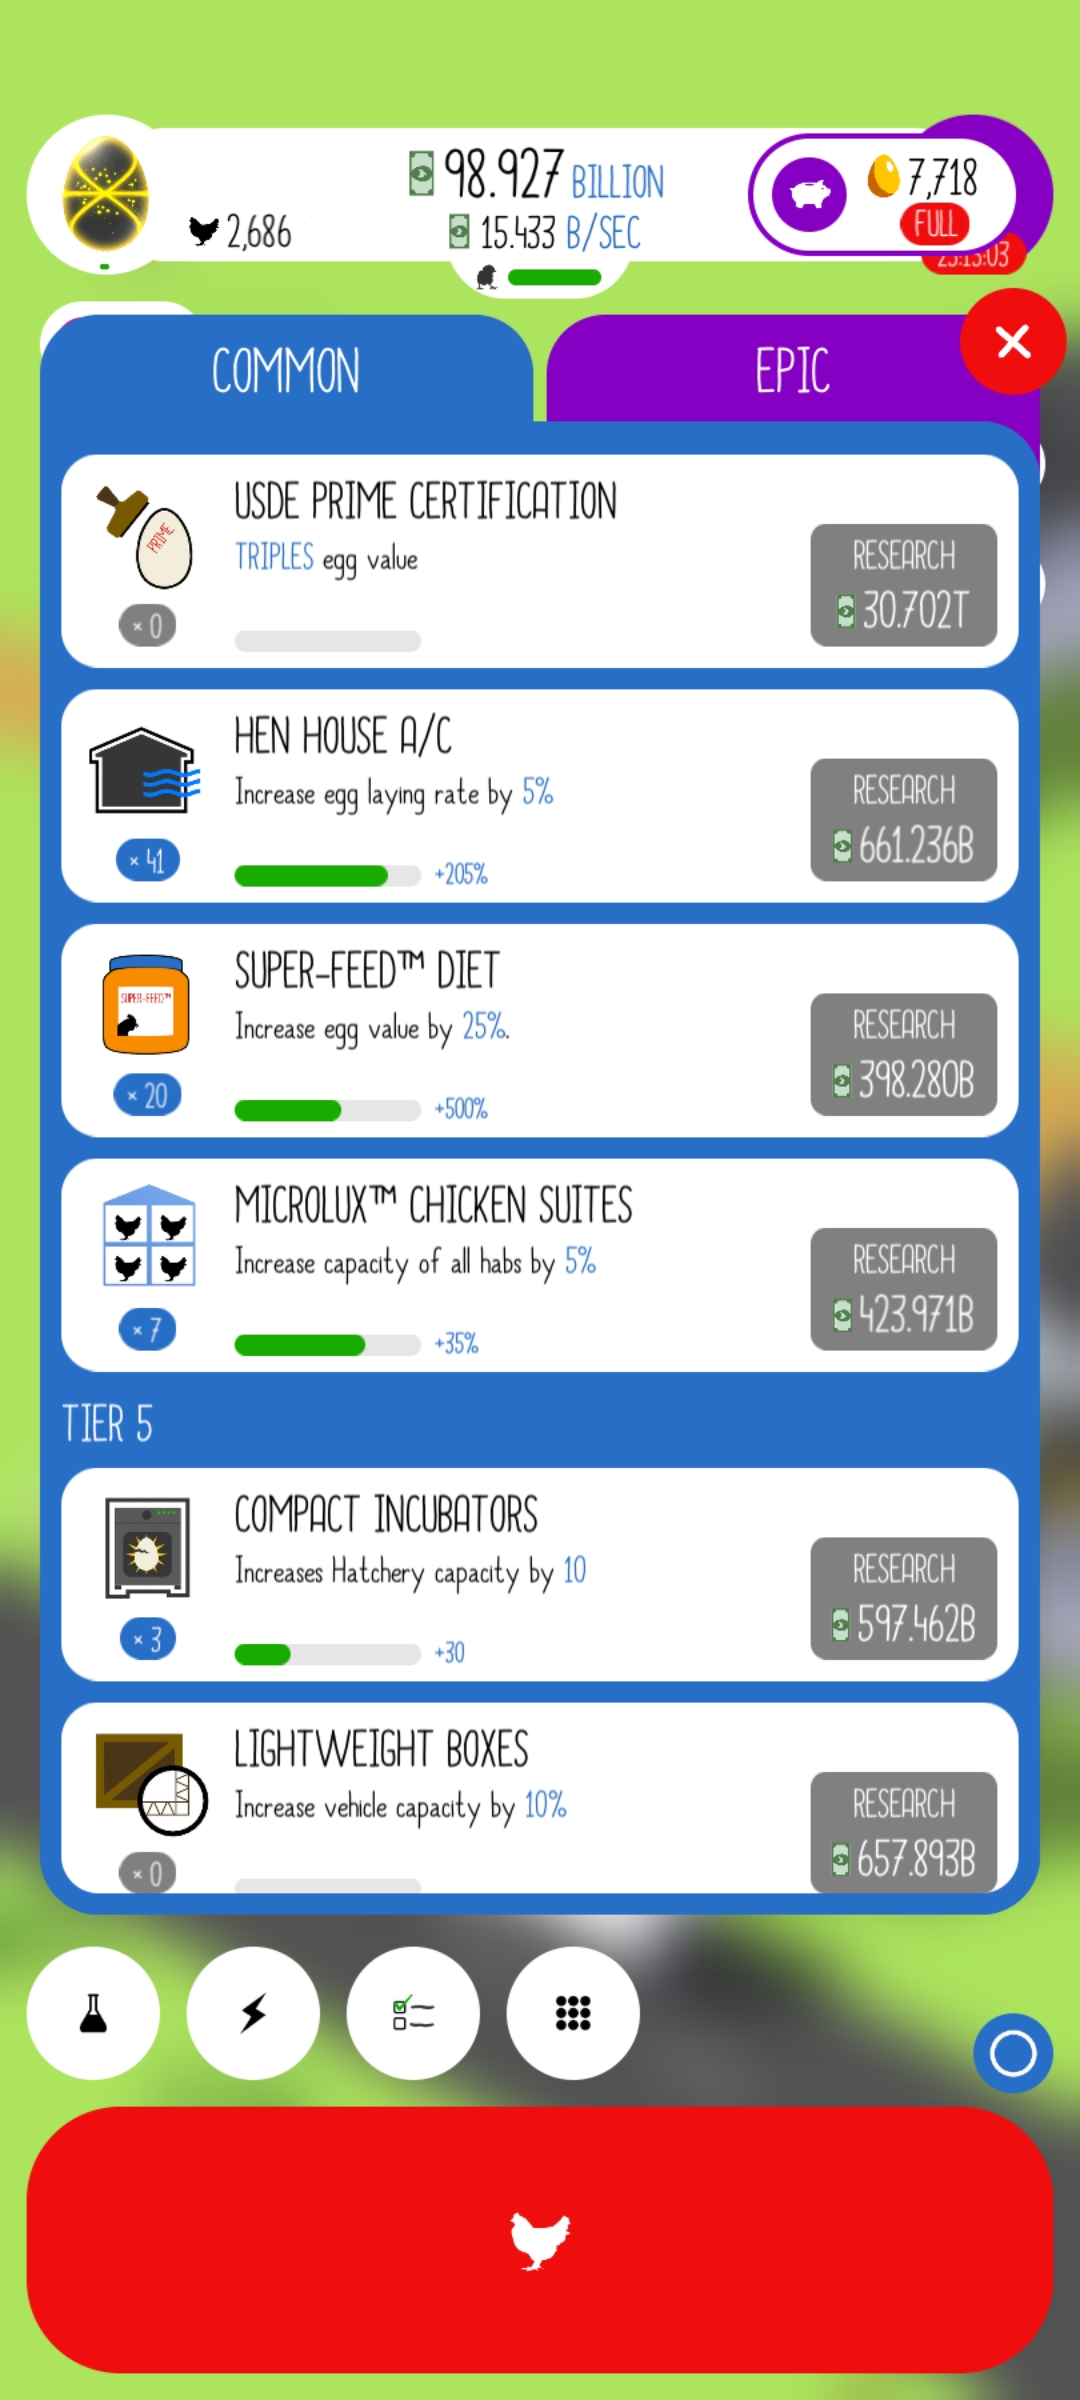 98.927 BILLION
2,686
15.433 B/SEC
7,718
FULL
23:13:03
COMMON
EPIC
USDE PRIME CERTIFICATION
TRIPLES egg value
PRIME
× 0
RESEARCH
30.702T
HEN HOUSE A/C
Increase egg laying rate by 5%
× 41
+205%
RESEARCH
661.236B
SUPER-FEED™ DIET
Increase egg value by 25%.
SUPER-FEED™
× 20
+500%
RESEARCH
398.280B
MICROLUX™ CHICKEN SUITES
Increase capacity of all habs by 5%
× 7
+35%
RESEARCH
423.971B
TIER 5
COMPACT INCUBATORS
Increases Hatchery capacity by 10
× 3
+30
RESEARCH
597.462B
LIGHTWEIGHT BOXES
Increase vehicle capacity by 10%
× 0
RESEARCH
657.893B